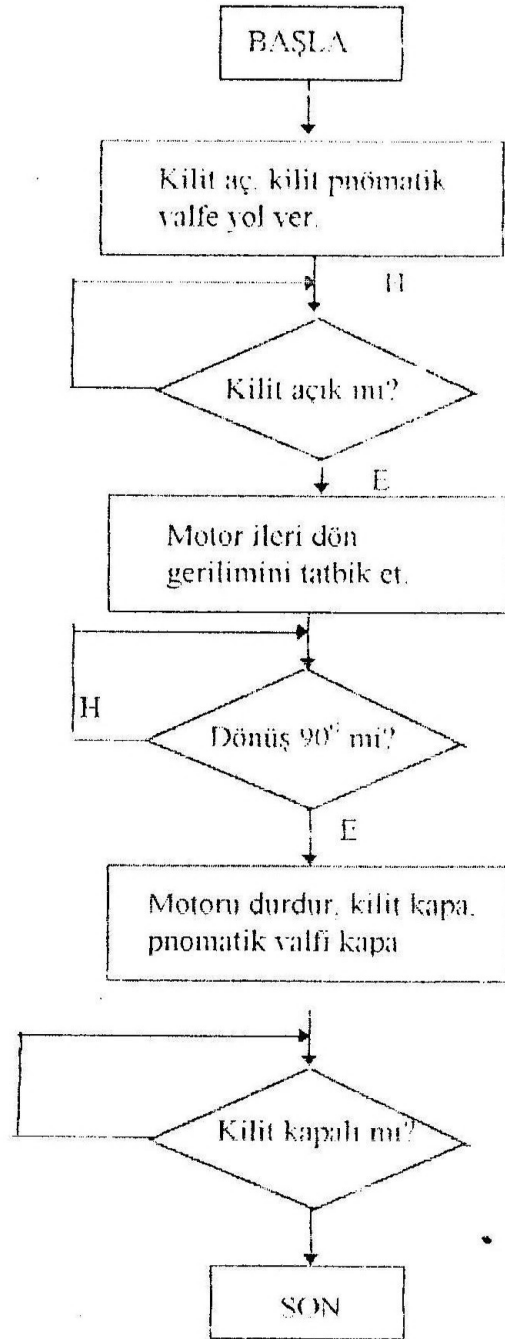 BAŞLA
Kilit aç, kilit pnömatik
valfe yol ver.
H
Kilit açık mı?
E
Motor ileri dön
gerilimini tatbik et.
H
Dönüş 90° mi?
E
Motoru durdur, kilit kapa,
pnomatik valfi kapa
Kilit kapalı mı?
SON